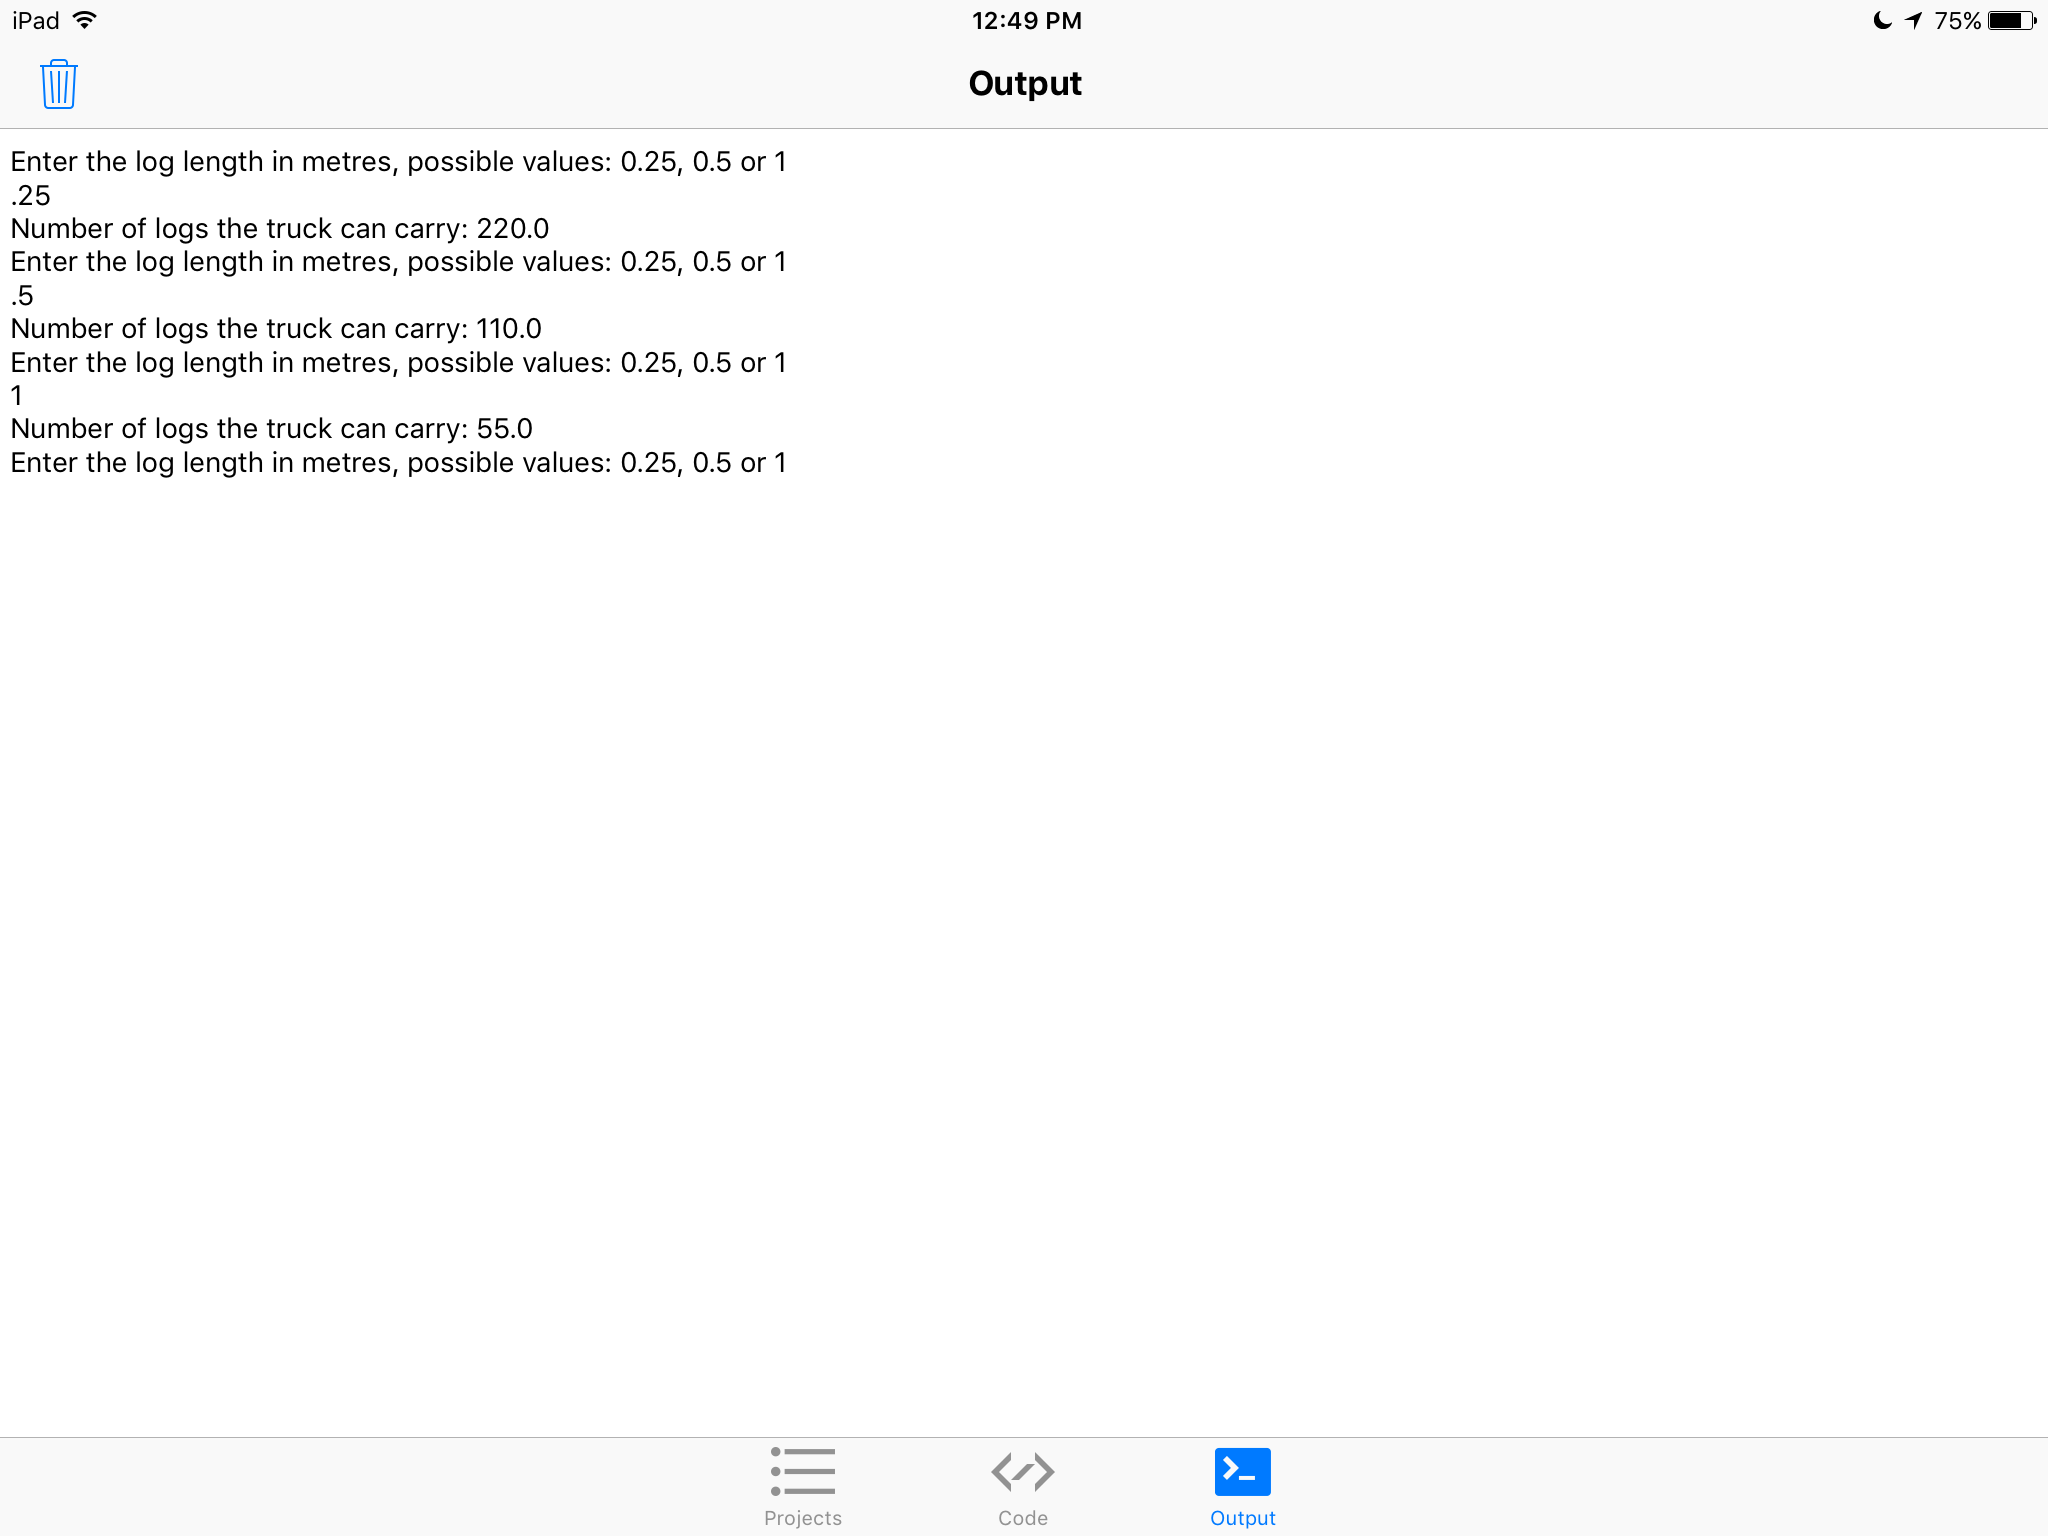 iPad 12:49 PM 75%
Output
Enter the log length in metres, possible values: 0.25, 0.5 or 1
.25
Number of logs the truck can carry: 220.0
Enter the log length in metres, possible values: 0.25, 0.5 or 1
.5
Number of logs the truck can carry: 110.0
Enter the log length in metres, possible values: 0.25, 0.5 or 1
1
Number of logs the truck can carry: 55.0
Enter the log length in metres, possible values: 0.25, 0.5 or 1
Projects Code Output